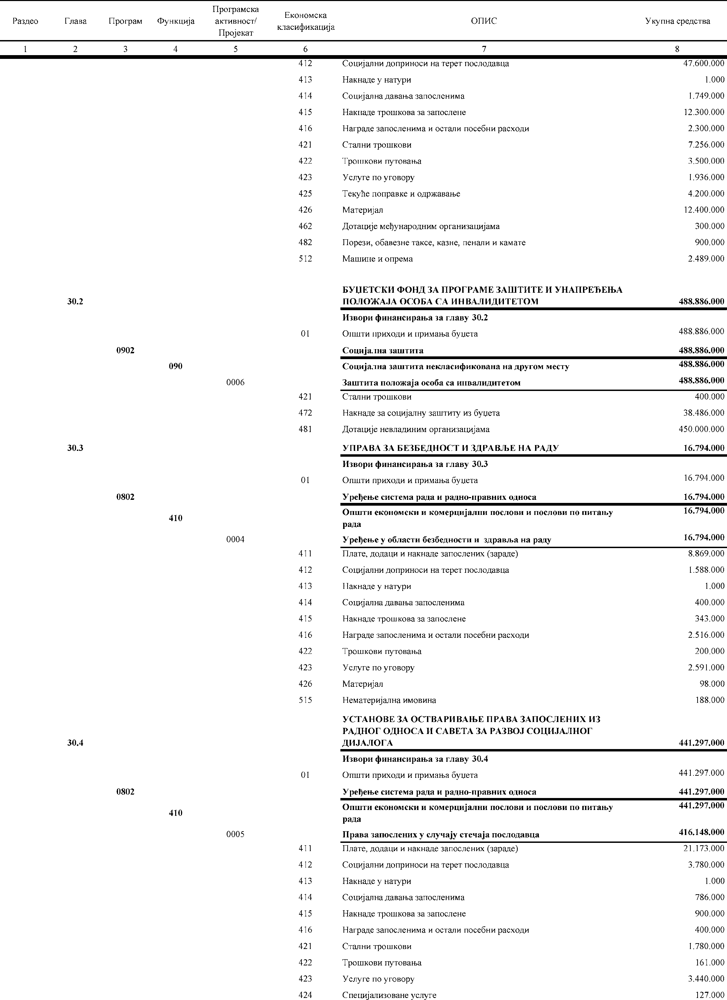 Раздео Глава Програм Функција Програмска активност/ Пројекат Економска класификација ОПИС Укупна средства
1 2 3 4 5 6 7 8
412 Социјални доприноси на терет послодавца 47.600.000
413 Накнаде у натури 1.000
414 Социјална давања запосленима 1.749.000
415 Накнаде трошкова за запослене 12.300.000
416 Награде запосленима и остали посебни расходи 2.300.000
421 Стални трошкови 7.256.000
422 Трошкови путовања 3.500.000
423 Услуге по уговору 1.936.000
425 Текуће поправке и одржавање 4.200.000
426 Материјал 12.400.000
462 Дотације међународним организацијама 300.000
482 Порези, обавезне таксе, казне, пенали и камате 900.000
512 Машине и опрема 2.489.000
БУЏЕТСКИ ФОНД ЗА ПРОГРАМЕ ЗАШТИТЕ И УНАПРЕЂЕЊА
30.2 ПОЛОЖАЈА ОСОБА СА ИНВАЛИДИТЕТОМ 488.886.000
Извори финансирања за главу 30.2
01 Општи приходи и примања буџета 488.886.000
0902 Социјална заштита 488.886.000
090 Социјална заштита некласификована на другом месту 488.886.000
0006 Заштита положаја особа са инвалидитетом 488.886.000
421 Стални трошкови 400.000
472 Накнаде за социјалну заштиту из буџета 38.486.000
481 Дотације невладиним организацијама 450.000.000
30.3 УПРАВА ЗА БЕЗБЕДНОСТ И ЗДРАВЉЕ НА РАДУ 16.794.000
Извори финансирања за главу 30.3
01 Општи приходи и примања буџета 16.794.000
0802 Уређење система рада и радно-правних односа 16.794.000
410 Општи економски и комерцијални послови и послови по питању 16.794.000
рада
0004 Уређење у области безбедности и здравља на раду 16.794.000
411 Плате, додаци и накнаде запослених (зараде) 8.869.000
412 Социјални доприноси на терет послодавца 1.588.000
413 Накнаде у натури 1.000
414 Социјална давања запосленима 400.000
415 Накнаде трошкова за запослене 343.000
416 Награде запосленима и остали посебни расходи 2.516.000
422 Трошкови путовања 200.000
423 Услуге по уговору 2.591.000
426 Материјал 98.000
515 Нематеријална имовина 188.000
УСТАНОВЕ ЗА ОСТВАРИВАЊЕ ПРАВА ЗАПОСЛЕНИХ ИЗ
РАДНОГ ОДНОСА И САВЕТА ЗА РАЗВОЈ СОЦИЈАЛНОГ
30.4 ДИЈАЛОГА 441.297.000
Извори финансирања за главу 30.4
01 Општи приходи и примања буџета 441.297.000
0802 Уређење система рада и радно-правних односа 441.297.000
410 Општи економски и комерцијални послови и послови по питању 441.297.000
рада
0005 Права запослених у случају стечаја послодавца 416.148.000
411 Плате, додаци и накнаде запослених (зараде) 21.173.000
412 Социјални доприноси на терет послодавца 3.780.000
413 Накнаде у натури 1.000
414 Социјална давања запосленима 786.000
415 Накнаде трошкова за запослене 900.000
416 Награде запосленима и остали посебни расходи 400.000
421 Стални трошкови 1.780.000
422 Трошкови путовања 161.000
423 Услуге по уговору 3.440.000
424 Специјализоване услуге 127.000